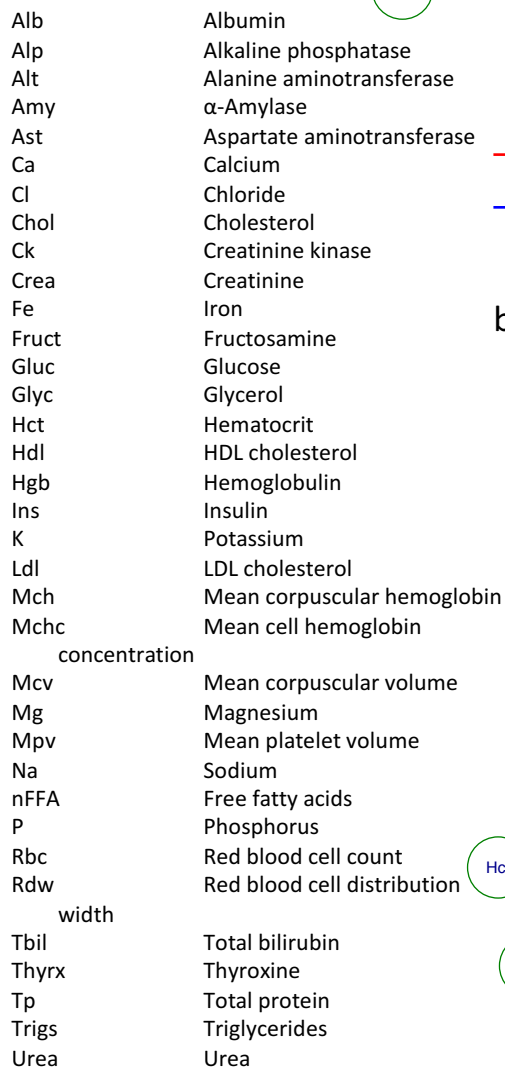 Alb Albumin
Alp Alkaline phosphatase
Alt Alanine aminotransferase
Amy α-Amylase
Ast Aspartate aminotransferase
Ca Calcium
Cl Chloride
Chol Cholesterol
Ck Creatinine kinase
Crea Creatinine
Fe Iron
b
Fruct Fructosamine
Gluc Glucose
Glyc Glycerol
Hct Hematocrit
Hdl HDL cholesterol
Hgb Hemoglobulin
Ins Insulin
K Potassium
Ldl LDL cholesterol
Mch Mean corpuscular hemoglobin
Mchc Mean cell hemoglobin
concentration
Mcv Mean corpuscular volume
Mg Magnesium
Mpv Mean platelet volume
Na Sodium
nFFA Free fatty acids
P Phosphorus
Rbc Red blood cell count
Hc
Rdw Red blood cell distribution
width
Tbil Total bilirubin
Thyrx Thyroxine
Tp Total protein
Trigs Triglycerides
Urea Urea